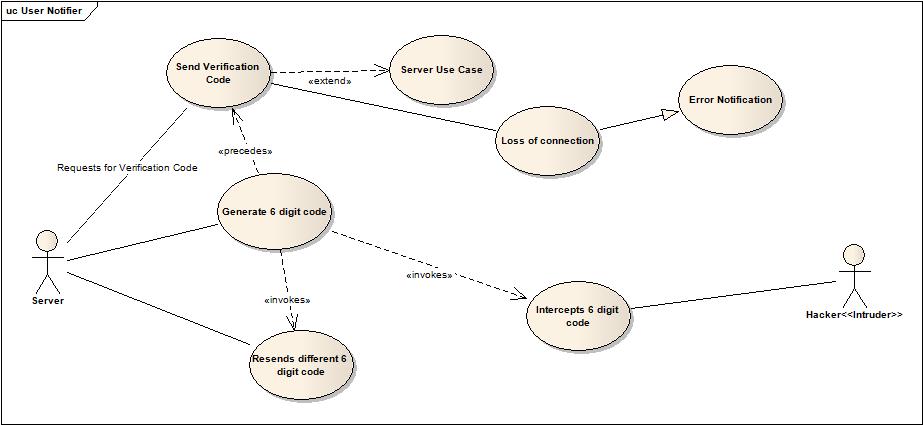 uc User Notifier
Send Verification
Code
Server Use Case
«extend»
Error Notification
Loss of connection
«precedes»
Requests for Verification Code
Generate 6 digit code
«invokes»
«invokes»
Server
Intercepts 6 digit
code
Hacker<<Intruder>>
Resends different 6
digit code